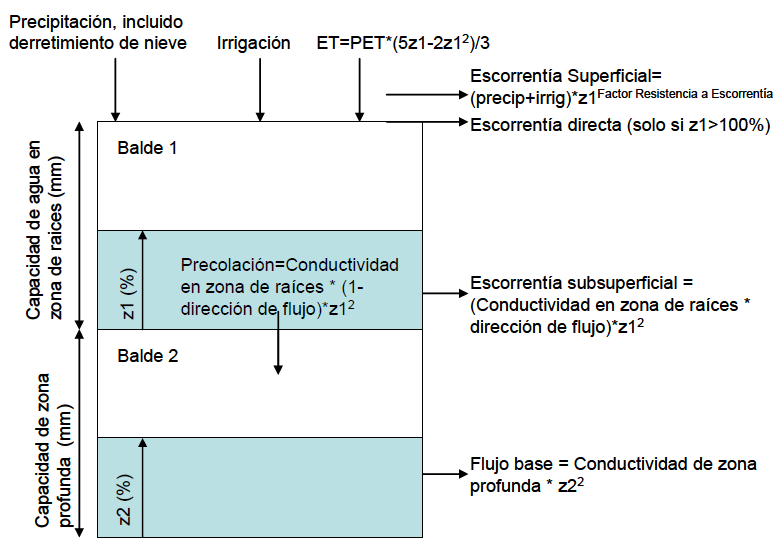 Precipitación, incluido
derretimiento de nieve
Irrigación
ET=PET*(5z1-2z1²)/3
Escorrentía Superficial=
(precip+irrig)*z1^Factor Resistencia a Escorrentía
Escorrentía directa (solo si z1>100%)
Balde 1
Capacidad de agua en
zona de raices (mm)
z1 (%)
Precolación=Conductividad
en zona de raíces * (1-
dirección de flujo)*z1²
Escorrentía subsuperficial =
(Conductividad en zona de raíces *
dirección de flujo)*z1²
Balde 2
Capacidad de zona
profunda (mm)
z2 (%)
Flujo base = Conductividad de zona
profunda * z2²